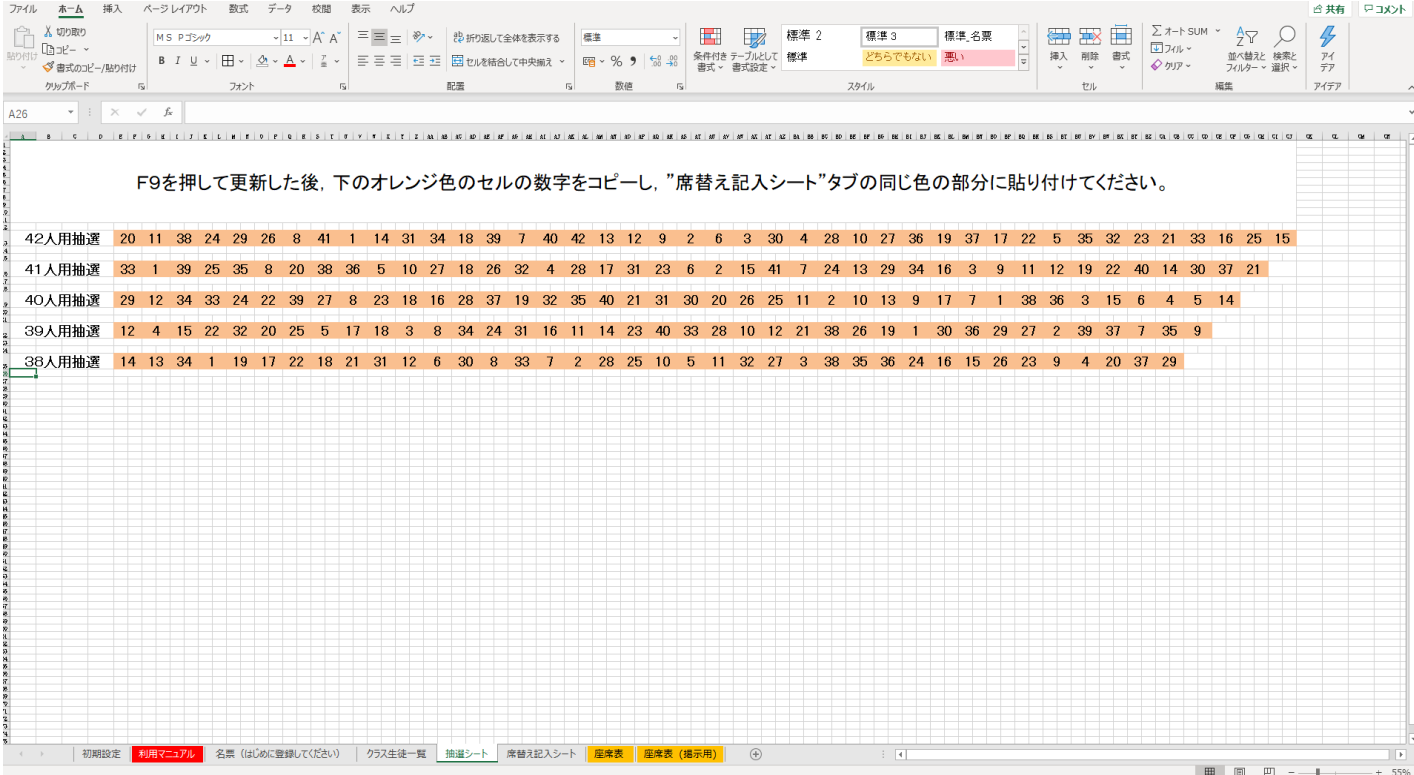 ファイル ホーム 挿入 ページ レイアウト 数式 データ 校閲 表示 ヘルプ 共有 コメント
貼り付け 切り取り コピー 書式のコピー/貼り付け クリップボード
ＭＳ Ｐゴシック 11 B I U フォント
折り返して全体を表示する セルを結合して中央揃え 配置
標準 % 数値
条件付き書式 テーブルとして書式設定 標準 2 標準 3 標準_名票 標準 どちらでもない 悪い スタイル
挿入 削除 書式 セル
オート SUM フィル クリア 並べ替えとフィルター 検索と選択 編集
アイデア アイデア
A26 fx
F9を押して更新した後，下のオレンジ色のセルの数字をコピーし，”席替え記入シート”タブの同じ色の部分に貼り付けてください。
42人用抽選 20 11 38 24 29 26 8 41 1 14 31 34 18 39 7 40 42 13 12 9 2 6 3 30 4 28 10 27 36 19 37 17 22 5 35 32 23 21 33 16 25 15
41人用抽選 33 1 39 25 35 8 20 38 36 5 10 27 18 26 32 4 28 17 31 23 6 2 15 41 7 24 13 29 34 16 3 9 11 12 19 22 40 14 30 37 21
40人用抽選 29 12 34 33 24 22 39 27 8 23 18 16 28 37 19 32 35 40 21 31 30 20 26 25 11 2 10 13 9 17 7 1 38 36 3 15 6 4 5 14
39人用抽選 12 4 15 22 32 20 25 5 17 18 3 8 34 24 31 16 11 14 23 40 33 28 10 12 21 38 26 19 1 30 36 29 27 2 39 37 7 35 9
38人用抽選 14 13 34 1 19 17 22 18 21 31 12 6 30 8 33 7 2 28 25 10 5 11 32 27 3 38 35 36 24 16 15 26 23 9 4 20 37 29
初期設定 利用マニュアル 名票（はじめに登録してください） クラス生徒一覧 抽選シート 席替え記入シート 座席表 座席表（掲示用）
55%